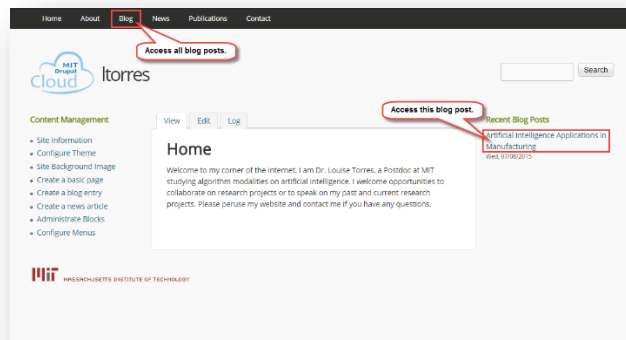 Home About Blog News Publications Contact
Access all blog posts.
MIT
Drupal
Cloud
ltorres
Search
Access this blog post.
Content Management
Site Information
Configure Theme
Site Background Image
Create a basic page
Create a blog entry
Create a news article
Administrate Blocks
Configure Menus
View Edit Log
Home
Welcome to my corner of the Internet. I am Dr. Louise Torres, a Postdoc at MIT
studying algorithm modalities on artificial intelligence. I welcome opportunities to
collaborate on research projects or to speak on my past and current research
projects. Please peruse my website and contact me if you have any questions.
Recent Blog Posts
Artificial Intelligence Applications in
Manufacturing
Wed, 07/08/2015
MIT MASSACHUSETTS INSTITUTE OF TECHNOLOGY